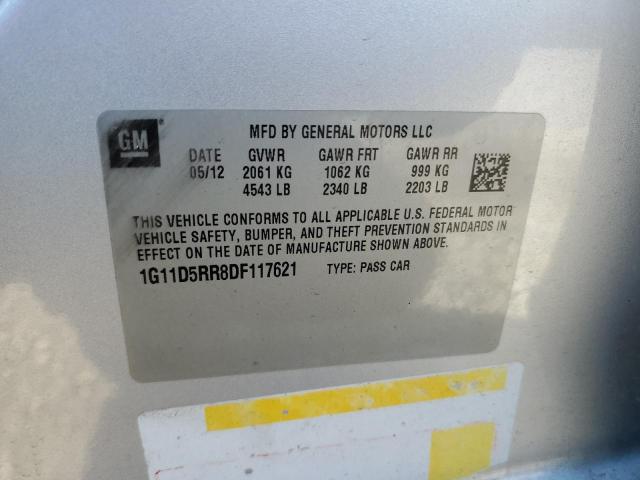 GM
MFD BY GENERAL MOTORS LLC
DATE GVWR GAWR FRT GAWR RR
05/12 2061 KG 1062 KG 999 KG
4543 LB 2340 LB 2203 LB
THIS VEHICLE CONFORMS TO ALL APPLICABLE U.S. FEDERAL MOTOR
VEHICLE SAFETY, BUMPER, AND THEFT PREVENTION STANDARDS IN
EFFECT ON THE DATE OF MANUFACTURE SHOWN ABOVE.
1G11D5RR8DF117621 TYPE: PASS CAR